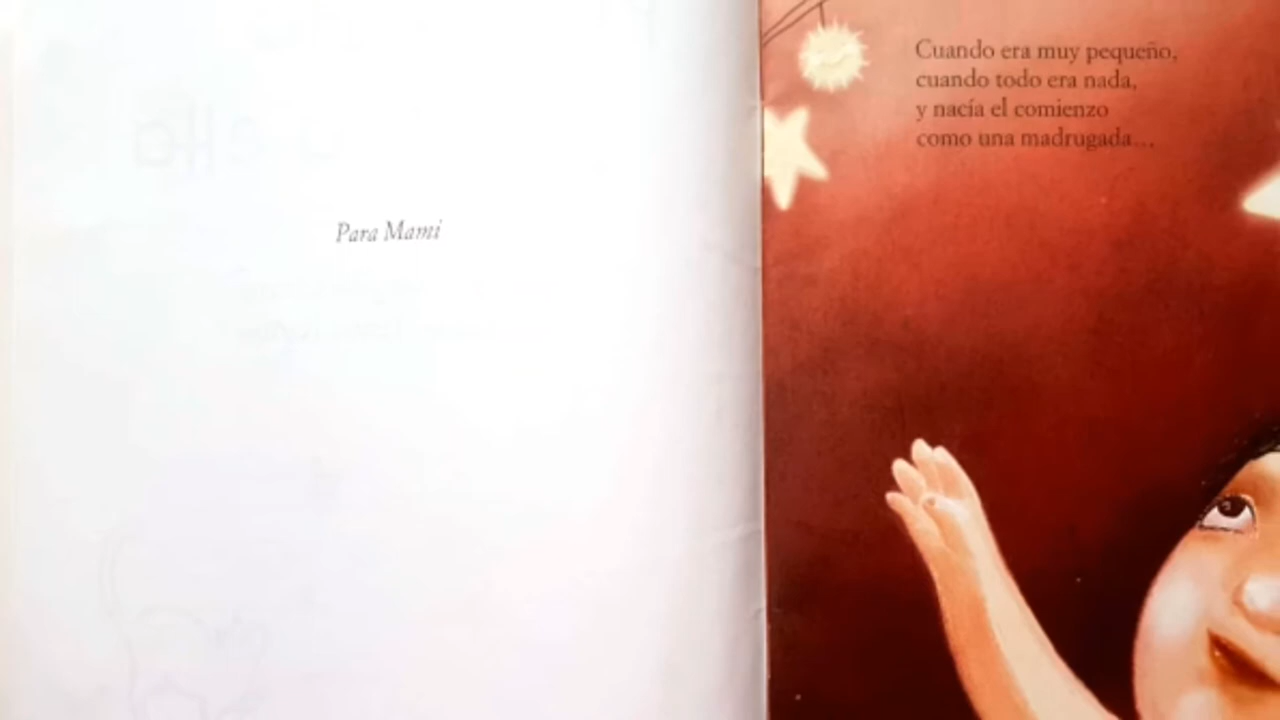 Para Mami
Cuando era muy pequeño,
cuando todo era nada,
y nacía el comienzo
como una madrugada...